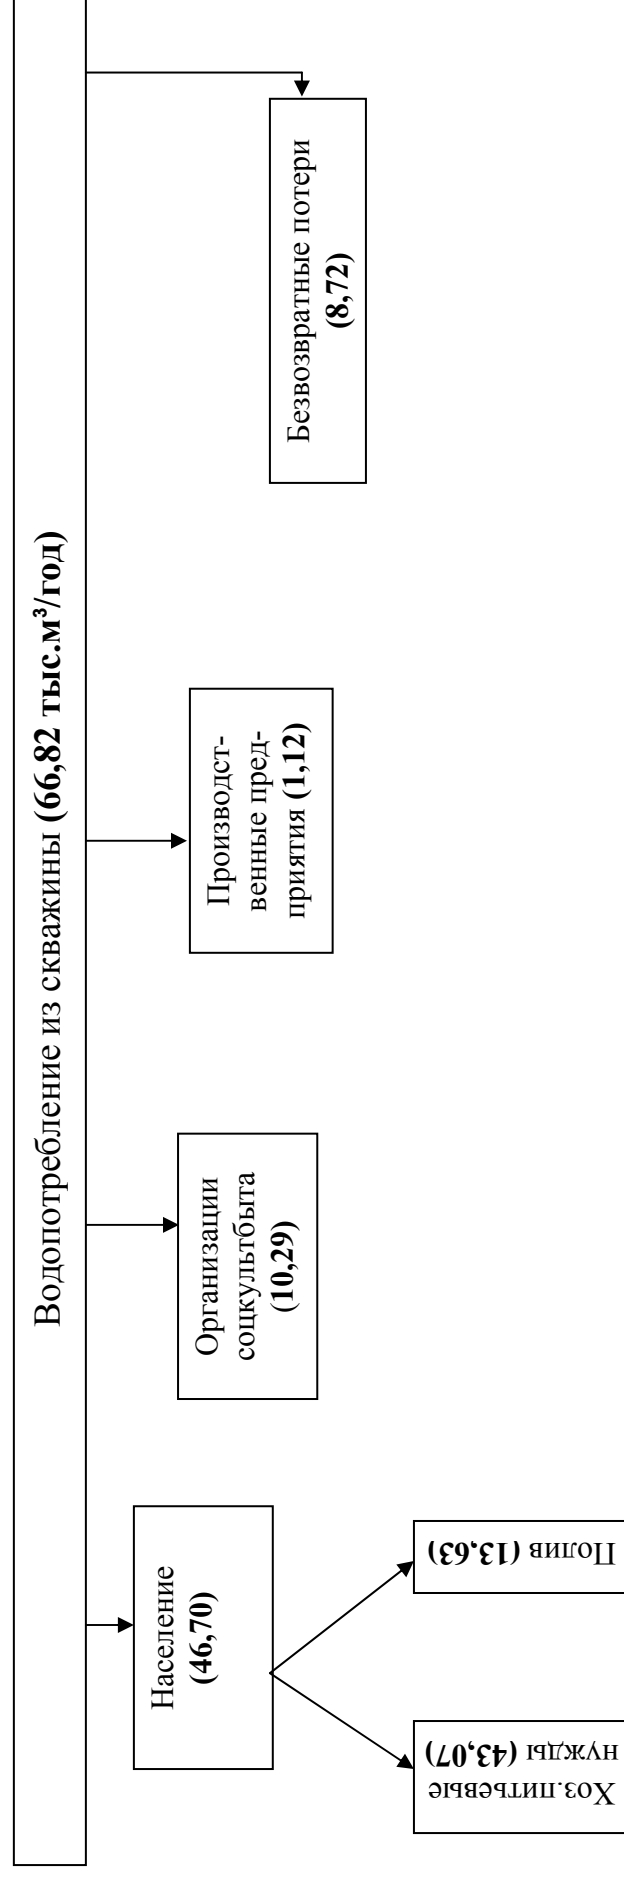 Водопотребление из скважины (66,82 тыс.м³/год)
Население
(46,70)
Организации
соцкультбыта
(10,29)
Производст-
венные пред-
приятия (1,12)
Безвозвратные потери
(8,72)
Хоз.питьевые
нужды (43,07)
Полив (13,63)